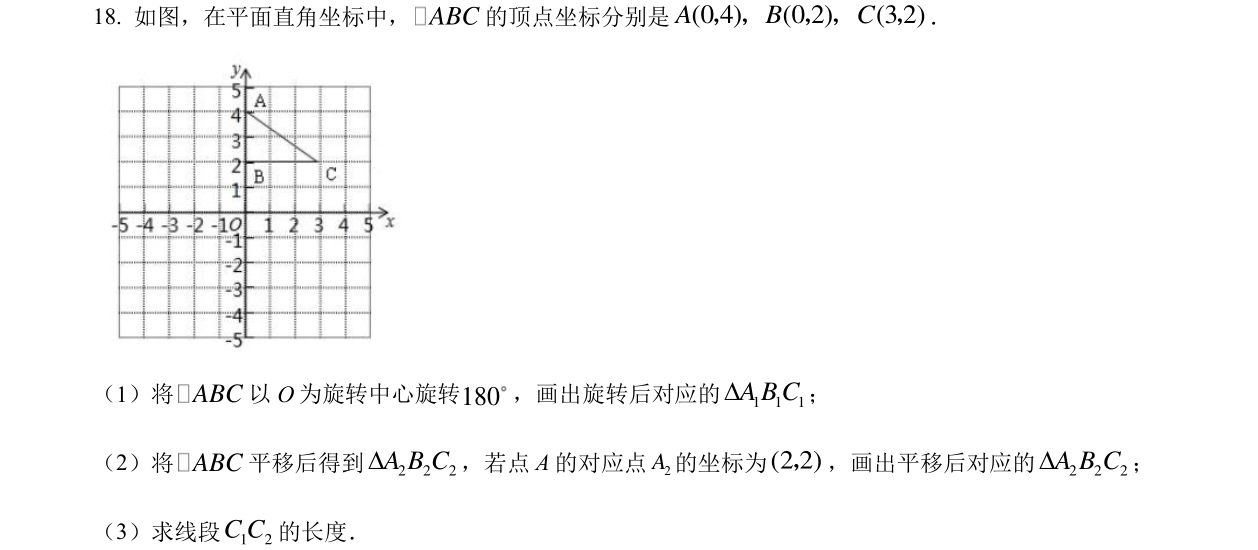 18. 如图，在平面直角坐标中，□ABC 的顶点坐标分别是 A(0,4)，B(0,2)，C(3,2)．
y
5
A
4
3
2
B
C
1
-5 -4 -3 -2 -1O 1 2 3 4 5 x
-1
-2
-3
-4
-5
（1）将□ABC 以 O 为旋转中心旋转180°，画出旋转后对应的 ΔA₁B₁C₁；
（2）将□ABC 平移后得到 ΔA₂B₂C₂，若点 A 的对应点 A₂ 的坐标为(2,2)，画出平移后对应的 ΔA₂B₂C₂；
（3）求线段 C₁C₂ 的长度．